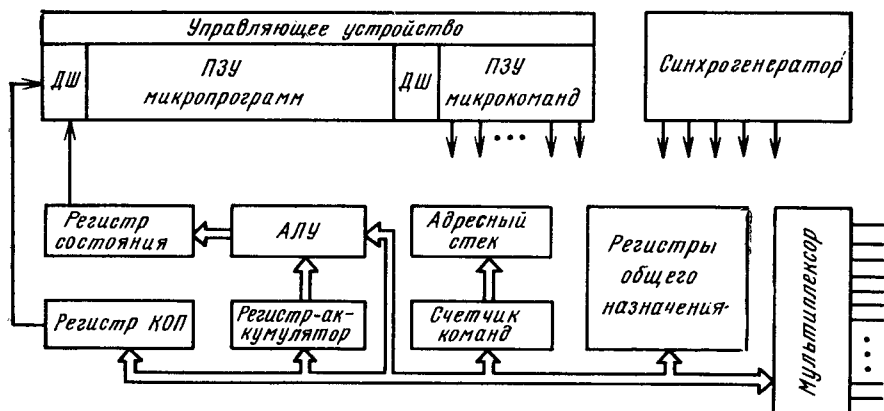 Управляющее устройство
ДШ
ПЗУ
микропрограмм
ДШ
ПЗУ
микрокоманд
Синхрогенератор
Регистр
состояния
АЛУ
Адресный
стек
Регистры
общего
назначения
Мультиплексор
Регистр КОП
Регистр-ак-
кумулятор
Счетчик
команд